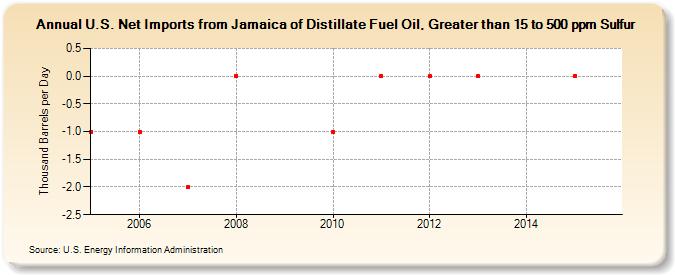 Annual U.S. Net Imports from Jamaica of Distillate Fuel Oil, Greater than 15 to 500 ppm Sulfur
Thousand Barrels per Day
0.5
0.0
-0.5
-1.0
-1.5
-2.0
-2.5
2006 2008 2010 2012 2014
Source: U.S. Energy Information Administration